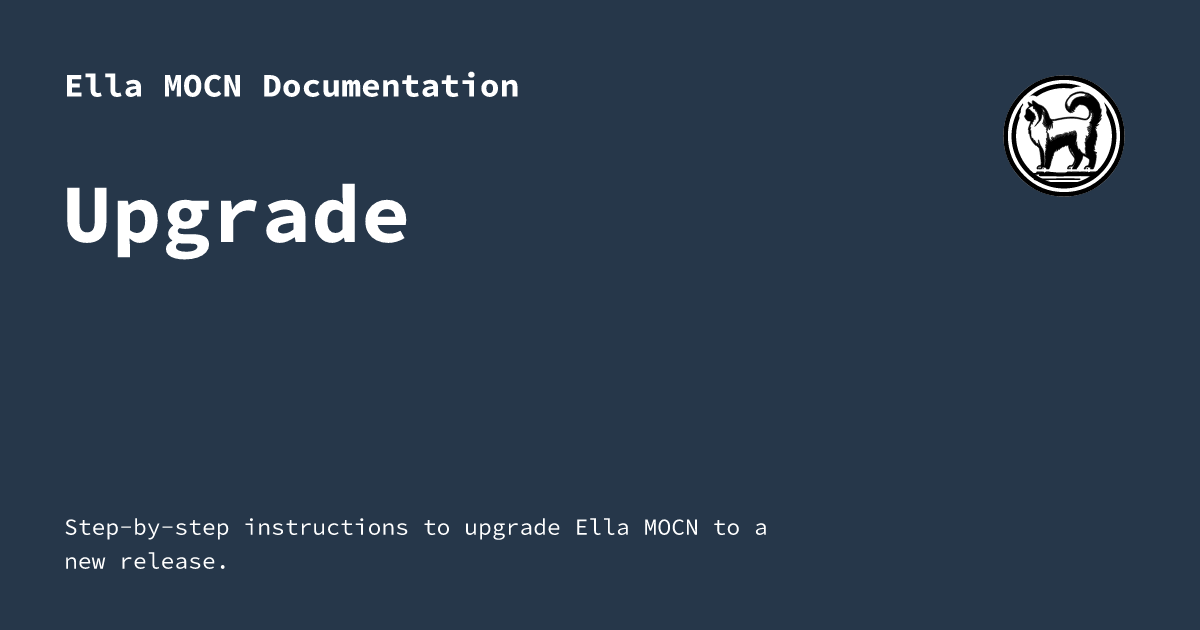 Ella MOCN Documentation
Upgrade
Step-by-step instructions to upgrade Ella MOCN to a
new release.